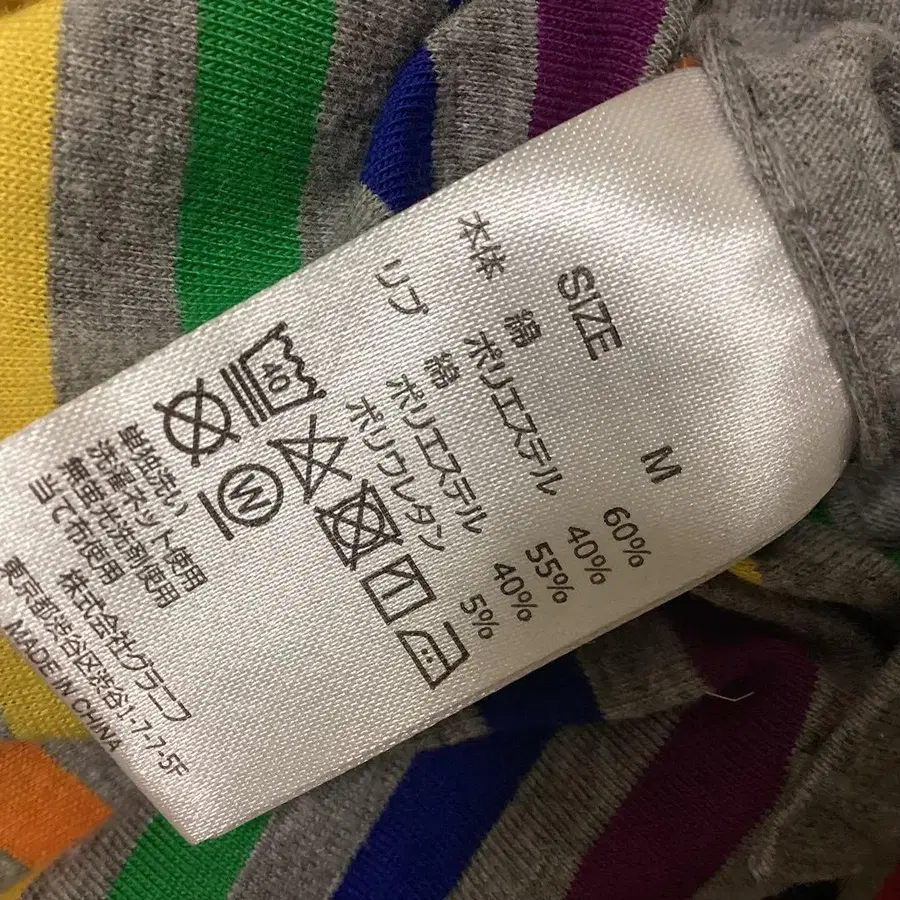 SIZE M
本体 綿 60%
ポリエステル 40%
リブ 綿 55%
ポリエステル 40%
ポリウレタン 5%
40
W
単独洗い
洗濯ネット使用
無蛍光洗剤使用
当て布使用
株式会社グラニフ
東京都渋谷区渋谷1-7-7-5F
MADE IN CHINA